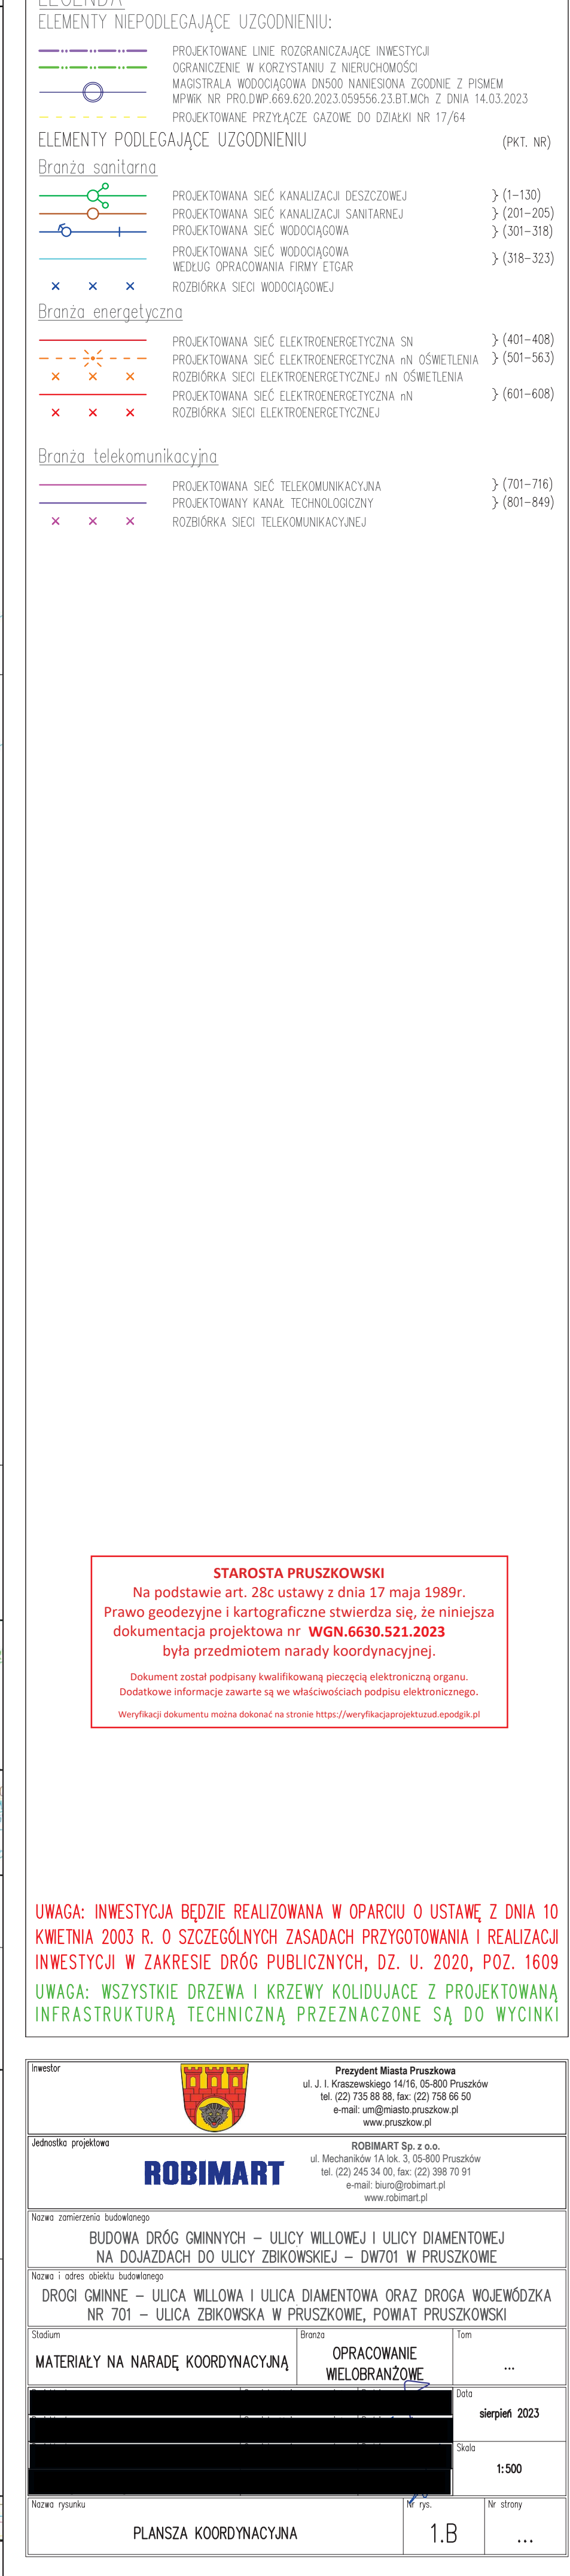 LEGENDA
ELEMENTY NIEPODLEGAJĄCE UZGODNIENIU:
PROJEKTOWANE LINIE ROZGRANICZAJĄCE INWESTYCJI
OGRANICZENIE W KORZYSTANIU Z NIERUCHOMOŚCI
MAGISTRALA WODOCIĄGOWA DN500 NANIESIONA ZGODNIE Z PISMEM
MPWIK NR PRO.DWP.669.620.2023.059556.23.BT.MCh Z DNIA 14.03.2023
PROJEKTOWANE PRZYŁĄCZE GAZOWE DO DZIAŁKI NR 17/64
ELEMENTY PODLEGAJĄCE UZGODNIENIU (PKT. NR)
Branża sanitarna
PROJEKTOWANA SIEĆ KANALIZACJI DESZCZOWEJ } (1-130)
PROJEKTOWANA SIEĆ KANALIZACJI SANITARNEJ } (201-205)
PROJEKTOWANA SIEĆ WODOCIĄGOWA } (301-318)
PROJEKTOWANA SIEĆ WODOCIĄGOWA
WEDŁUG OPRACOWANIA FIRMY ETGAR } (318-323)
ROZBIÓRKA SIECI WODOCIĄGOWEJ
Branża energetyczna
PROJEKTOWANA SIEĆ ELEKTROENERGETYCZNA SN } (401-408)
PROJEKTOWANA SIEĆ ELEKTROENERGETYCZNA nN OŚWIETLENIA } (501-563)
ROZBIÓRKA SIECI ELEKTROENERGETYCZNEJ nN OŚWIETLENIA
PROJEKTOWANA SIEĆ ELEKTROENERGETYCZNA nN } (601-608)
ROZBIÓRKA SIECI ELEKTROENERGETYCZNEJ
Branża telekomunikacyjna
PROJEKTOWANA SIEĆ TELEKOMUNIKACYJNA } (701-716)
PROJEKTOWANY KANAŁ TECHNOLOGICZNY } (801-849)
ROZBIÓRKA SIECI TELEKOMUNIKACYJNEJ
STAROSTA PRUSZKOWSKI
Na podstawie art. 28c ustawy z dnia 17 maja 1989r.
Prawo geodezyjne i kartograficzne stwierdza się, że niniejsza
dokumentacja projektowa nr WGN.6630.521.2023
była przedmiotem narady koordynacyjnej.
Dokument został podpisany kwalifikowaną pieczęcią elektroniczną organu.
Dodatkowe informacje zawarte są we właściwościach podpisu elektronicznego.
Weryfikacji dokumentu można dokonać na stronie https://weryfikacjaprojektuzud.epodgik.pl
UWAGA: INWESTYCJA BĘDZIE REALIZOWANA W OPARCIU O USTAWĘ Z DNIA 10
KWIETNIA 2003 R. O SZCZEGÓLNYCH ZASADACH PRZYGOTOWANIA I REALIZACJI
INWESTYCJI W ZAKRESIE DRÓG PUBLICZNYCH, DZ. U. 2020, POZ. 1609
UWAGA: WSZYSTKIE DRZEWA I KRZEWY KOLIDUJACE Z PROJEKTOWANĄ
INFRASTRUKTURĄ TECHNICZNĄ PRZEZNACZONE SĄ DO WYCINKI
Inwestor
Prezydent Miasta Pruszkowa
ul. J. I. Kraszewskiego 14/16, 05-800 Pruszków
tel. (22) 735 88 88, fax: (22) 758 66 50
e-mail: um@miasto.pruszkow.pl
www.pruszkow.pl
Jednostka projektowa
ROBIMART
ROBIMART Sp. z o.o.
ul. Mechaników 1A lok. 3, 05-800 Pruszków
tel. (22) 245 34 00, fax: (22) 398 70 91
e-mail: biuro@robimart.pl
www.robimart.pl
Nazwa zamierzenia budowlanego
BUDOWA DRÓG GMINNYCH – ULICY WILLOWEJ I ULICY DIAMENTOWEJ
NA DOJAZDACH DO ULICY ZBIKOWSKIEJ – DW701 W PRUSZKOWIE
Nazwa i adres obiektu budowlanego
DROGI GMINNE – ULICA WILLOWA I ULICA DIAMENTOWA ORAZ DROGA WOJEWÓDZKA
NR 701 – ULICA ZBIKOWSKA W PRUSZKOWIE, POWIAT PRUSZKOWSKI
Stadium
MATERIAŁY NA NARADĘ KOORDYNACYJNĄ
Branża
OPRACOWANIE
WIELOBRANŻOWE
Tom
...
Data
sierpień 2023
Skala
1:500
Nazwa rysunku
PLANSZA KOORDYNACYJNA
Nr rys.
1.B
Nr strony
...